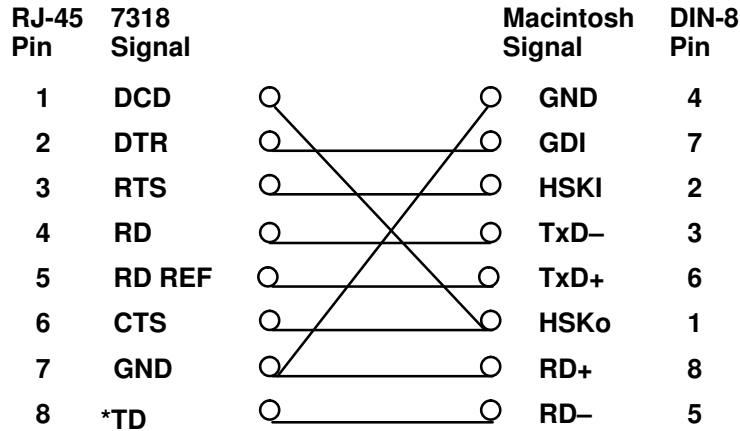 RJ-45 7318 Macintosh DIN-8
Pin Signal Signal Pin
1 DCD GND 4
2 DTR GDI 7
3 RTS HSKI 2
4 RD TxD– 3
5 RD REF TxD+ 6
6 CTS HSKo 1
7 GND RD+ 8
8 *TD RD– 5